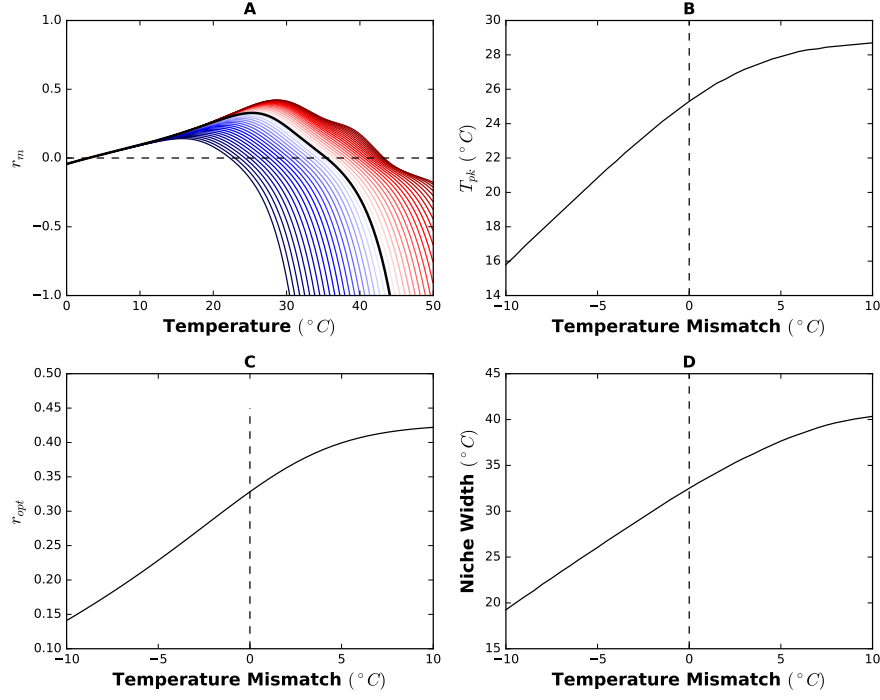 A
1.0
0.5
0.0
−0.5
−1.0
r_m
0 10 20 30 40 50
Temperature (°C)
B
30
28
26
24
22
20
18
16
14
T_pk (°C)
−10 −5 0 5 10
Temperature Mismatch (°C)
C
0.50
0.45
0.40
0.35
0.30
0.25
0.20
0.15
0.10
r_opt
−10 −5 0 5 10
Temperature Mismatch (°C)
D
45
40
35
30
25
20
15
Niche Width (°C)
−10 −5 0 5 10
Temperature Mismatch (°C)